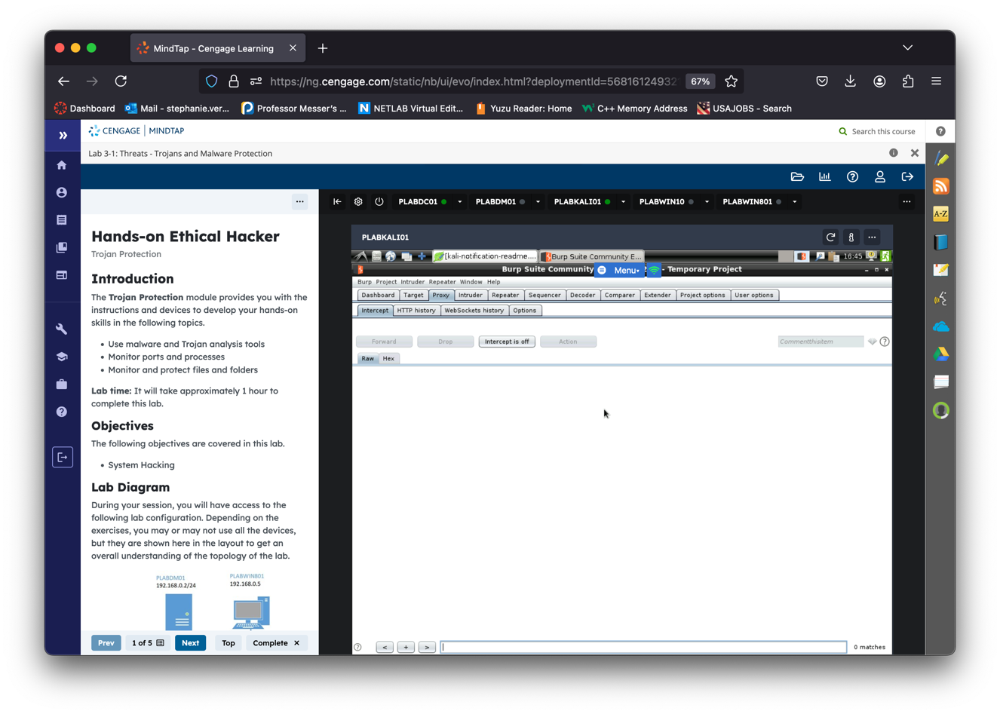 MindTap - Cengage Learning
https://ng.cengage.com/static/nb/ui/evo/index.html?deploymentId=568161249327
67%
Dashboard
Mail - stephanie.ver...
Professor Messer's ...
NETLAB Virtual Edit...
Yuzu Reader: Home
C++ Memory Address
USAJOBS - Search
CENGAGE | MINDTAP
Search this course
Lab 3-1: Threats - Trojans and Malware Protection
PLABDC01
PLABDM01
PLABKALI01
PLABWIN10
PLABWIN801
Hands-on Ethical Hacker
Trojan Protection
Introduction
The Trojan Protection module provides you with the
instructions and devices to develop your hands-on
skills in the following topics.
• Use malware and Trojan analysis tools
• Monitor ports and processes
• Monitor and protect files and folders
Lab time: It will take approximately 1 hour to
complete this lab.
Objectives
The following objectives are covered in this lab.
• System Hacking
Lab Diagram
During your session, you will have access to the
following lab configuration. Depending on the
exercises, you may or may not use all the devices,
but they are shown here in the layout to get an
overall understanding of the topology of the lab.
PLABDM01
192.168.0.2/24
PLABWIN801
192.168.0.5
Prev
1 of 5
Next
Top
Complete
PLABKALI01
[kali-notification-readme....
Burp Suite Community E...
16:45
Burp Suite Community
Menu
- Temporary Project
Burp Project Intruder Repeater Window Help
Dashboard Target Proxy Intruder Repeater Sequencer Decoder Comparer Extender Project options User options
Intercept HTTP history WebSockets history Options
Forward
Drop
Intercept is off
Action
Commentthisitem
Raw Hex
< + >
0 matches
A-Z